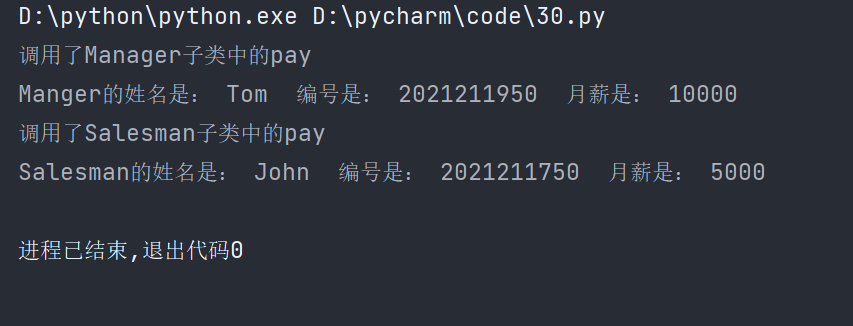 D:\python\python.exe D:\pycharm\code\30.py
调用了Manager子类中的pay
Manger的姓名是： Tom  编号是： 2021211950  月薪是： 10000
调用了Salesman子类中的pay
Salesman的姓名是： John  编号是： 2021211750  月薪是： 5000
进程已结束,退出代码0